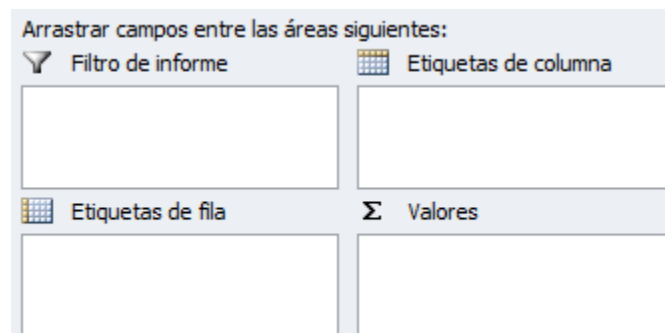 Arrastrar campos entre las áreas siguientes:
Filtro de informe
Etiquetas de columna
Etiquetas de fila
Σ Valores